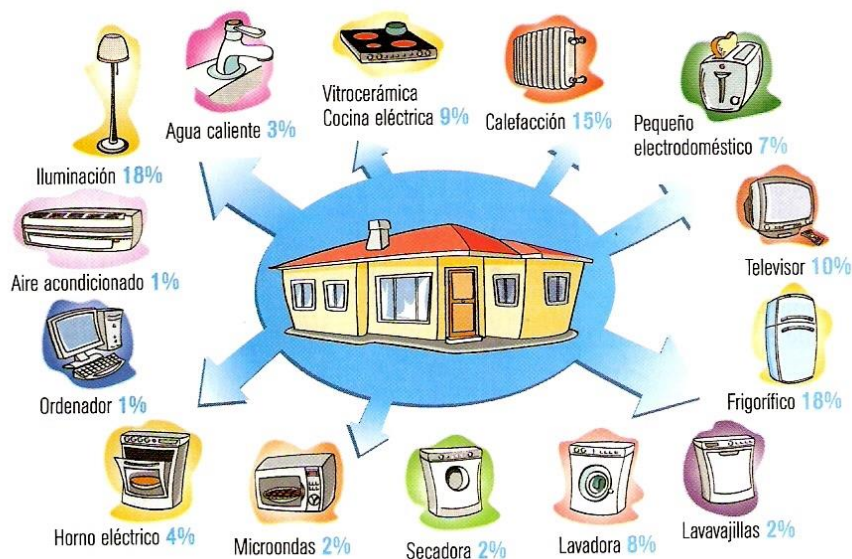 Iluminación 18%
Agua caliente 3%
Vitrocerámica
Cocina eléctrica 9%
Calefacción 15%
Pequeño
electrodoméstico 7%
Aire acondicionado 1%
Televisor 10%
Ordenador 1%
Frigorífico 18%
Horno eléctrico 4%
Microondas 2%
Secadora 2%
Lavadora 8%
Lavavajillas 2%